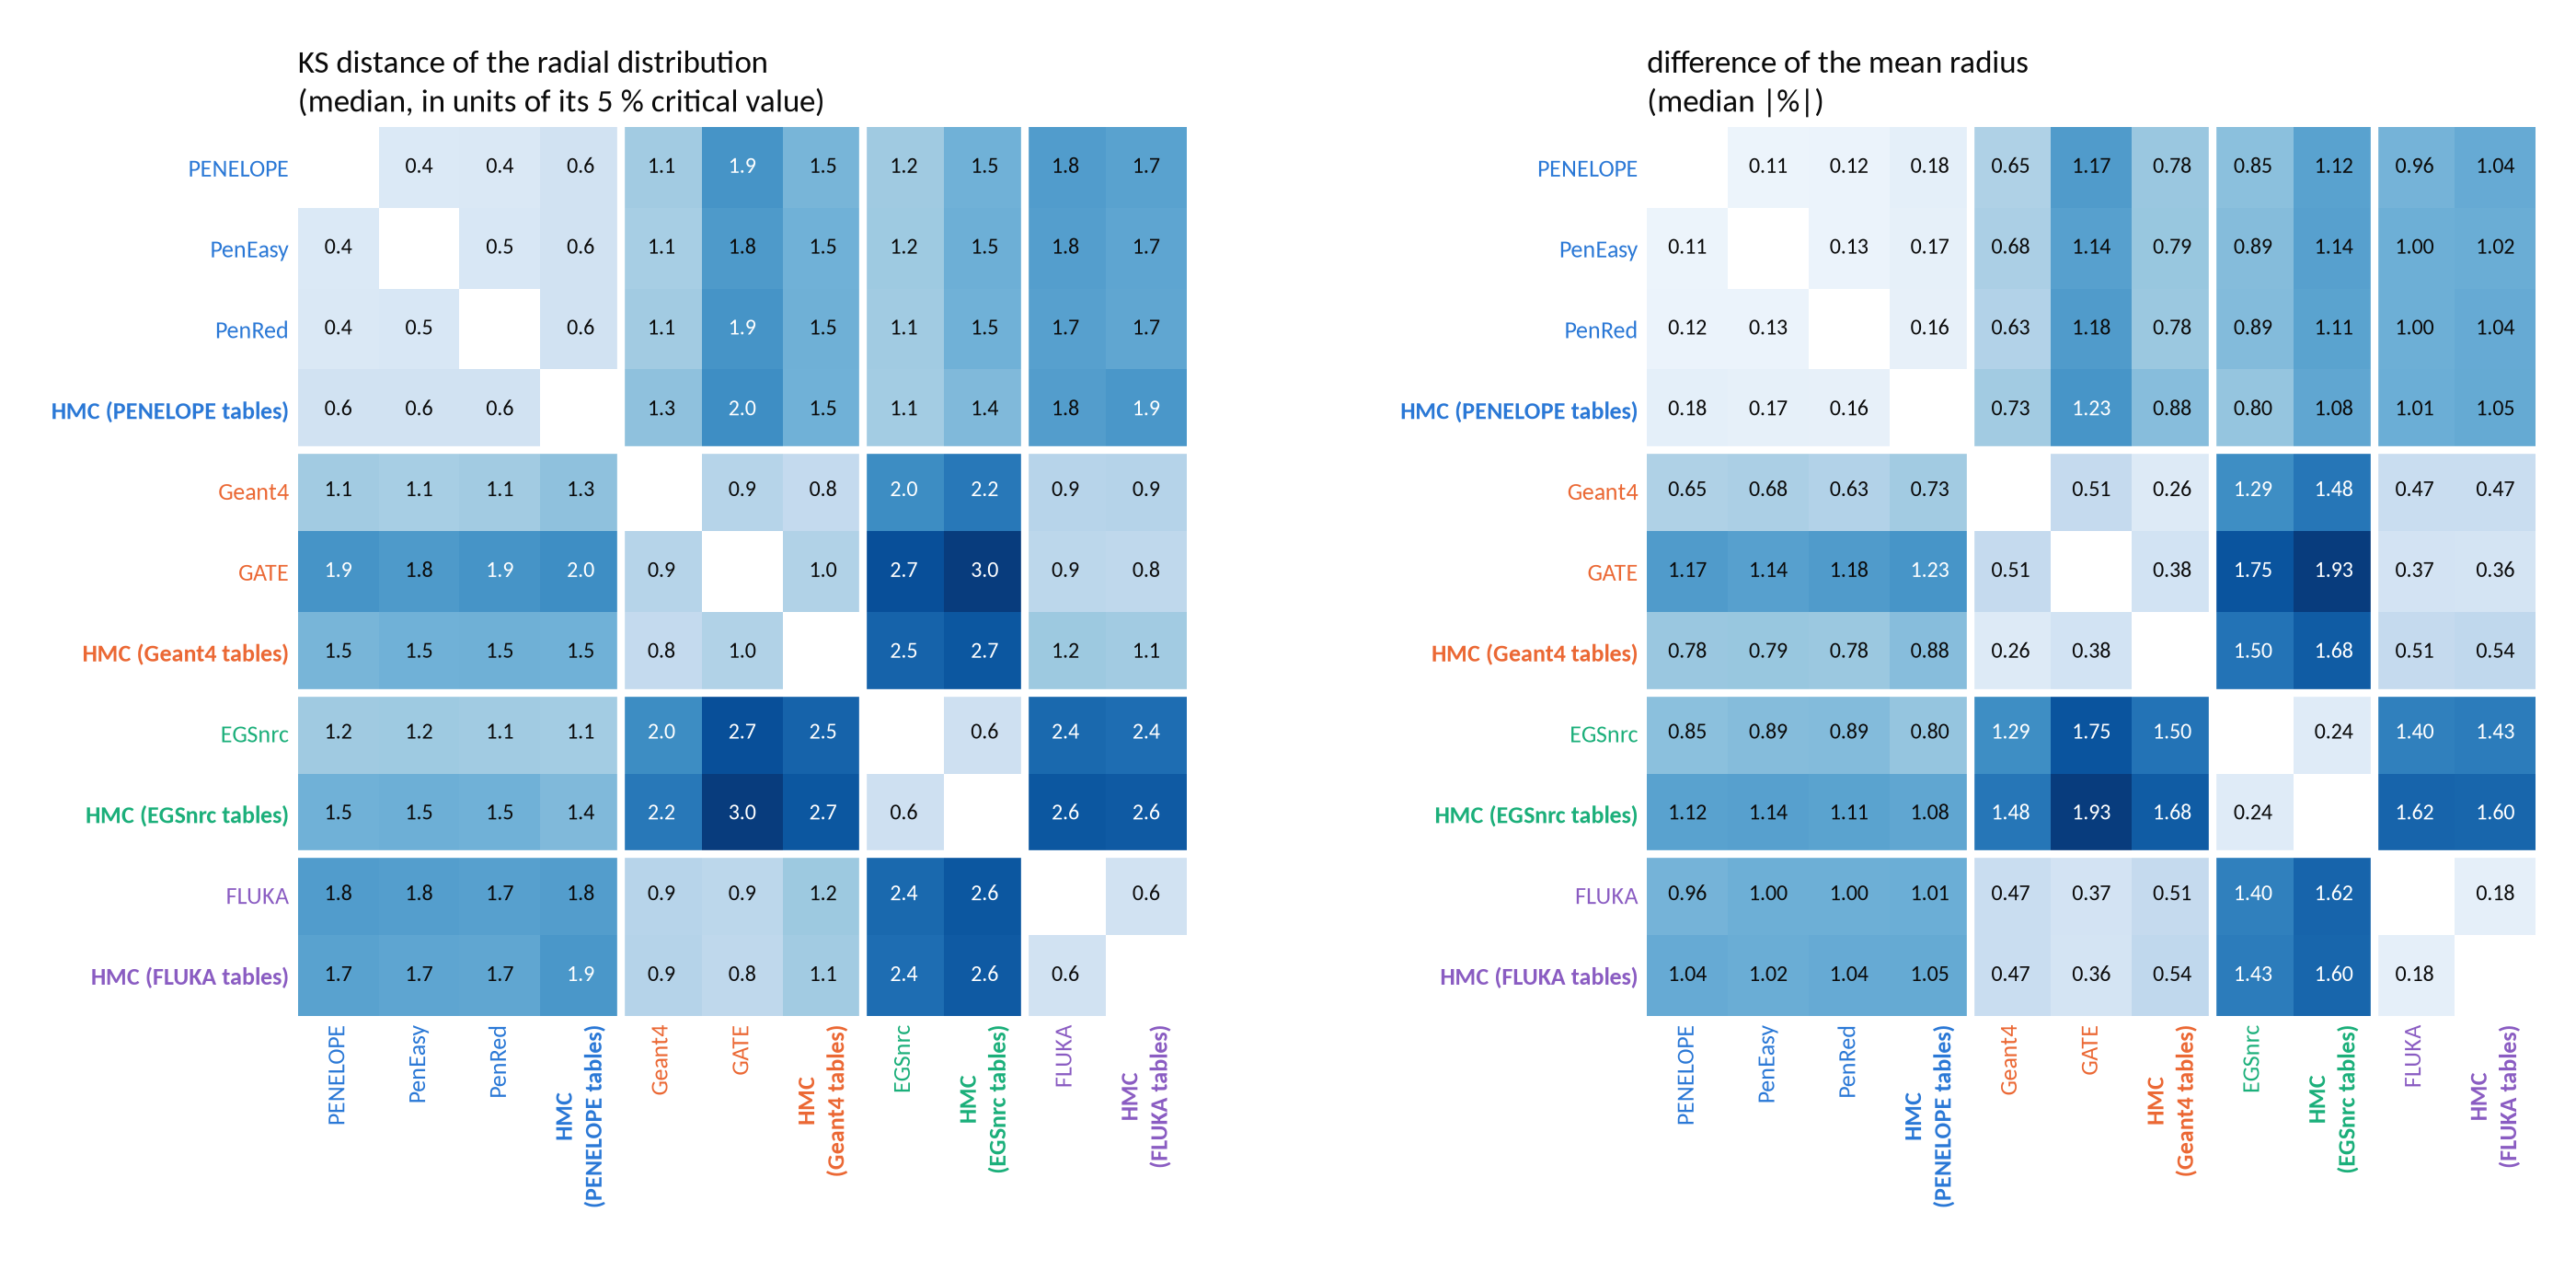 KS distance of the radial distribution
(median, in units of its 5 % critical value)
PENELOPE 0.4 0.4 0.6 1.1 1.9 1.5 1.2 1.5 1.8 1.7
PenEasy 0.4 0.5 0.6 1.1 1.8 1.5 1.2 1.5 1.8 1.7
PenRed 0.4 0.5 0.6 1.1 1.9 1.5 1.1 1.5 1.7 1.7
HMC (PENELOPE tables) 0.6 0.6 0.6 1.3 2.0 1.5 1.1 1.4 1.8 1.9
Geant4 1.1 1.1 1.1 1.3 0.9 0.8 2.0 2.2 0.9 0.9
GATE 1.9 1.8 1.9 2.0 0.9 1.0 2.7 3.0 0.9 0.8
HMC (Geant4 tables) 1.5 1.5 1.5 1.5 0.8 1.0 2.5 2.7 1.2 1.1
EGSnrc 1.2 1.2 1.1 1.1 2.0 2.7 2.5 0.6 2.4 2.4
HMC (EGSnrc tables) 1.5 1.5 1.5 1.4 2.2 3.0 2.7 0.6 2.6 2.6
FLUKA 1.8 1.8 1.7 1.8 0.9 0.9 1.2 2.4 2.6 0.6
HMC (FLUKA tables) 1.7 1.7 1.7 1.9 0.9 0.8 1.1 2.4 2.6 0.6
PENELOPE
PenEasy
PenRed
HMC
(PENELOPE tables)
Geant4
GATE
HMC
(Geant4 tables)
EGSnrc
HMC
(EGSnrc tables)
FLUKA
HMC
(FLUKA tables)
difference of the mean radius
(median |%|)
PENELOPE 0.11 0.12 0.18 0.65 1.17 0.78 0.85 1.12 0.96 1.04
PenEasy 0.11 0.13 0.17 0.68 1.14 0.79 0.89 1.14 1.00 1.02
PenRed 0.12 0.13 0.16 0.63 1.18 0.78 0.89 1.11 1.00 1.04
HMC (PENELOPE tables) 0.18 0.17 0.16 0.73 1.23 0.88 0.80 1.08 1.01 1.05
Geant4 0.65 0.68 0.63 0.73 0.51 0.26 1.29 1.48 0.47 0.47
GATE 1.17 1.14 1.18 1.23 0.51 0.38 1.75 1.93 0.37 0.36
HMC (Geant4 tables) 0.78 0.79 0.78 0.88 0.26 0.38 1.50 1.68 0.51 0.54
EGSnrc 0.85 0.89 0.89 0.80 1.29 1.75 1.50 0.24 1.40 1.43
HMC (EGSnrc tables) 1.12 1.14 1.11 1.08 1.48 1.93 1.68 0.24 1.62 1.60
FLUKA 0.96 1.00 1.00 1.01 0.47 0.37 0.51 1.40 1.62 0.18
HMC (FLUKA tables) 1.04 1.02 1.04 1.05 0.47 0.36 0.54 1.43 1.60 0.18
PENELOPE
PenEasy
PenRed
HMC
(PENELOPE tables)
Geant4
GATE
HMC
(Geant4 tables)
EGSnrc
HMC
(EGSnrc tables)
FLUKA
HMC
(FLUKA tables)